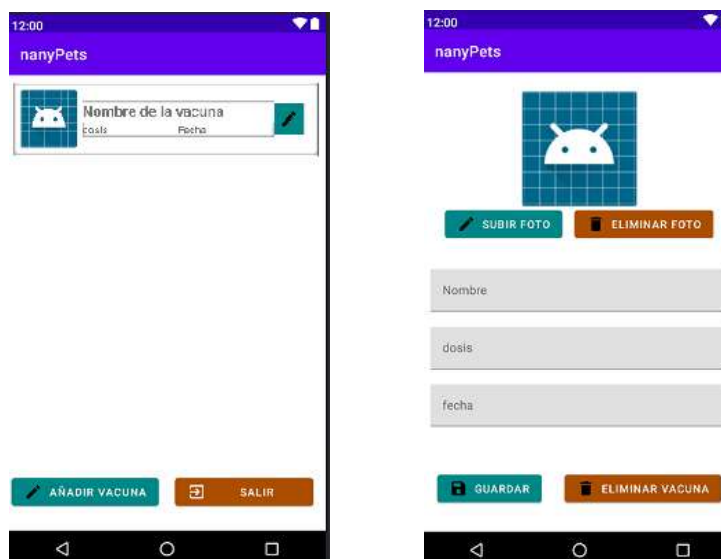 12:00
nanyPets
Nombre de la vacuna
dosis Fecha
AÑADIR VACUNA SALIR
12:00
nanyPets
SUBIR FOTO ELIMINAR FOTO
Nombre
dosis
fecha
GUARDAR ELIMINAR VACUNA